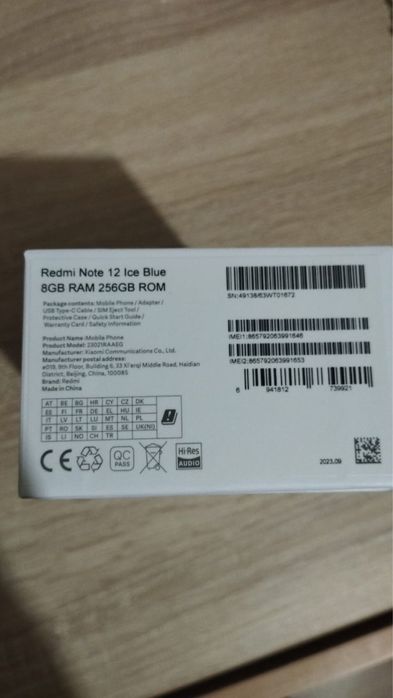 Redmi Note 12 Ice Blue
8GB RAM 256GB ROM
Package contents: Mobile Phone / Adapter /
USB Type-C Cable / SIM Eject Tool /
Protective Case / Quick Start Guide /
Warranty Card / Safety Information
Product Name: Mobile Phone
Product Model: 23021RAAEG
Manufacturer: Xiaomi Communications Co., Ltd.
Manufacturer postal address:
#019, 9th Floor, Building 6, 33 Xi'erqi Middle Road, Haidian
District, Beijing, China, 100085
Brand: Redmi
Made in China
AT BE BG HR CY CZ DK
EE FI FR DE EL HU IE
IT LV LT LU MT NL PL
PT RO SK SI ES SE UK(NI)
IS LI NO CH TR
CE
QC
PASS
Hi-Res
AUDIO
SN:49138/63WT01672
IMEI1:865792063991646
IMEI2:865792063991653
6 941812 739921
2023.09